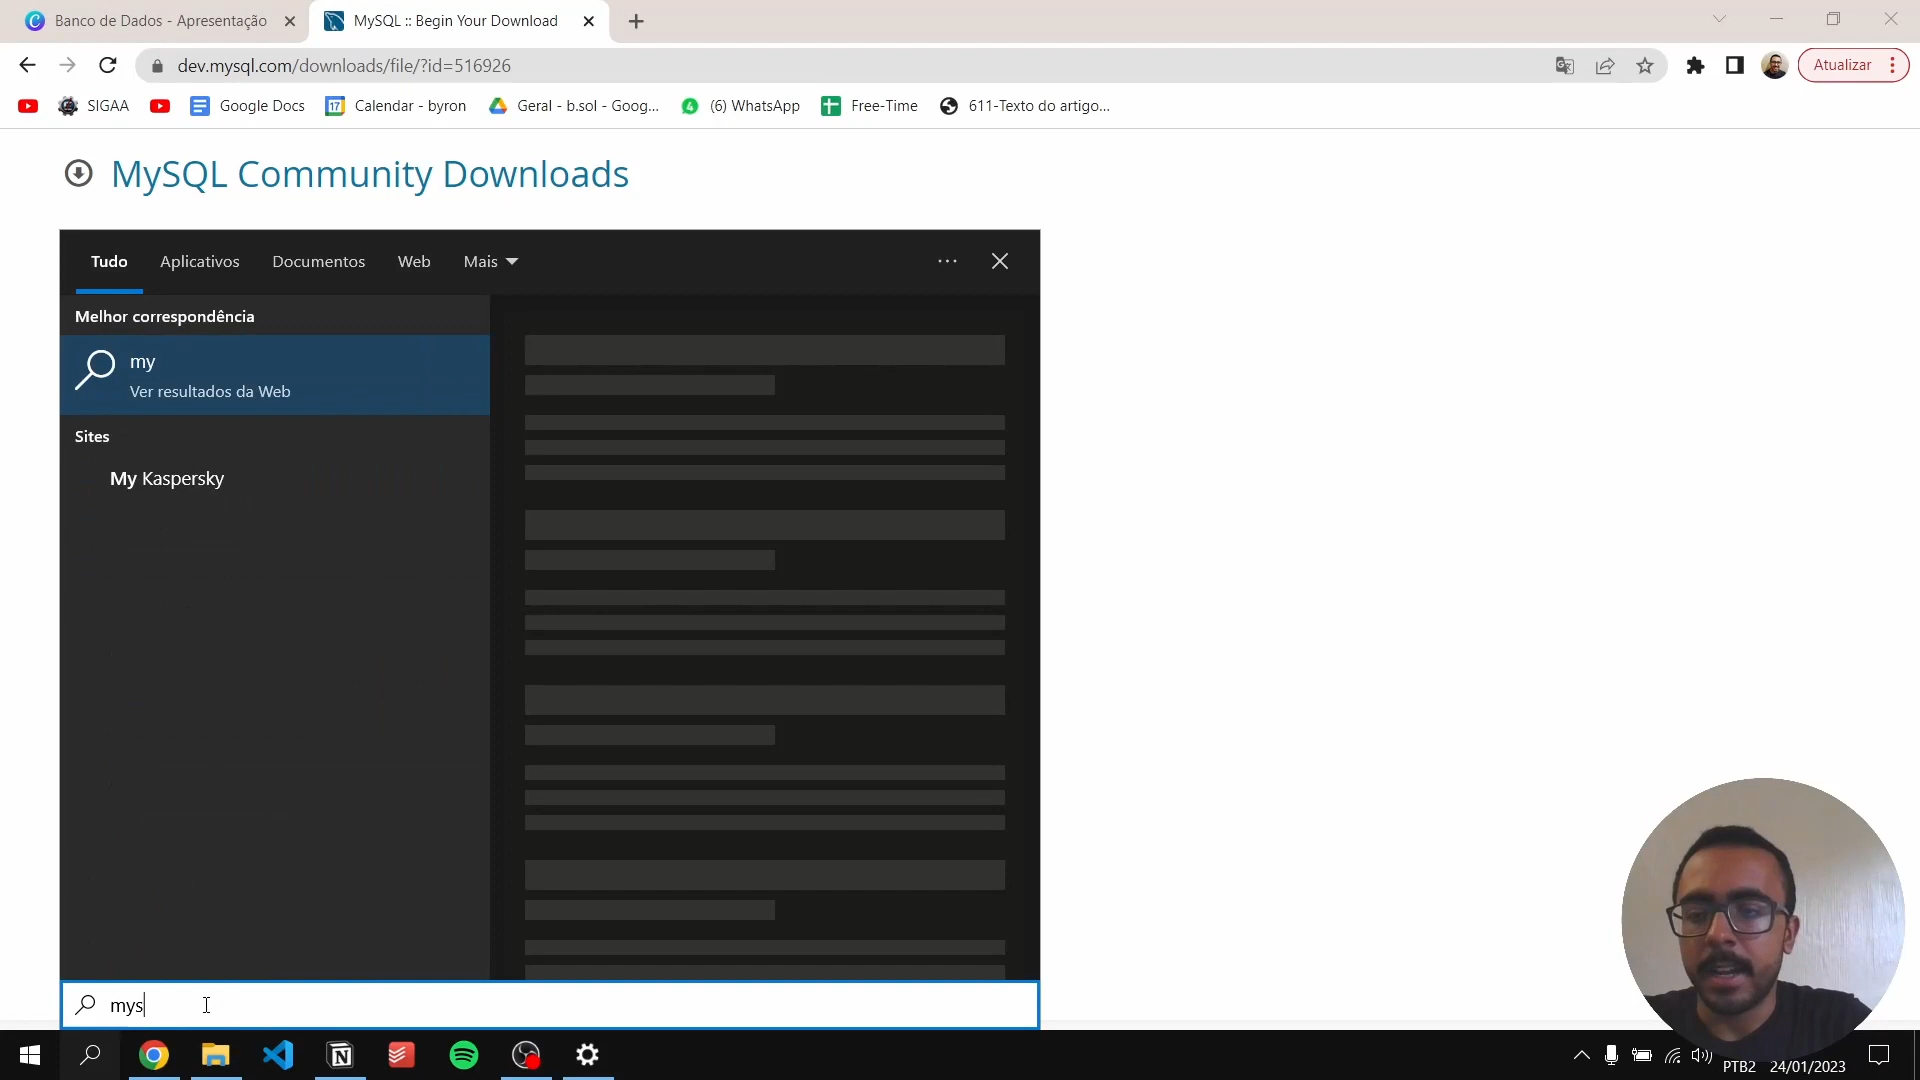 Banco de Dados - Apresentação
MySQL :: Begin Your Download
dev.mysql.com/downloads/file/?id=516926
Atualizar
SIGAA
Google Docs
17
Calendar - byron
Geral - b.sol - Goog...
4
(6) WhatsApp
Free-Time
611-Texto do artigo...
MySQL Community Downloads
Tudo
Aplicativos
Documentos
Web
Mais
Melhor correspondência
my
Ver resultados da Web
Sites
My Kaspersky
mys
PTB2
24/01/2023